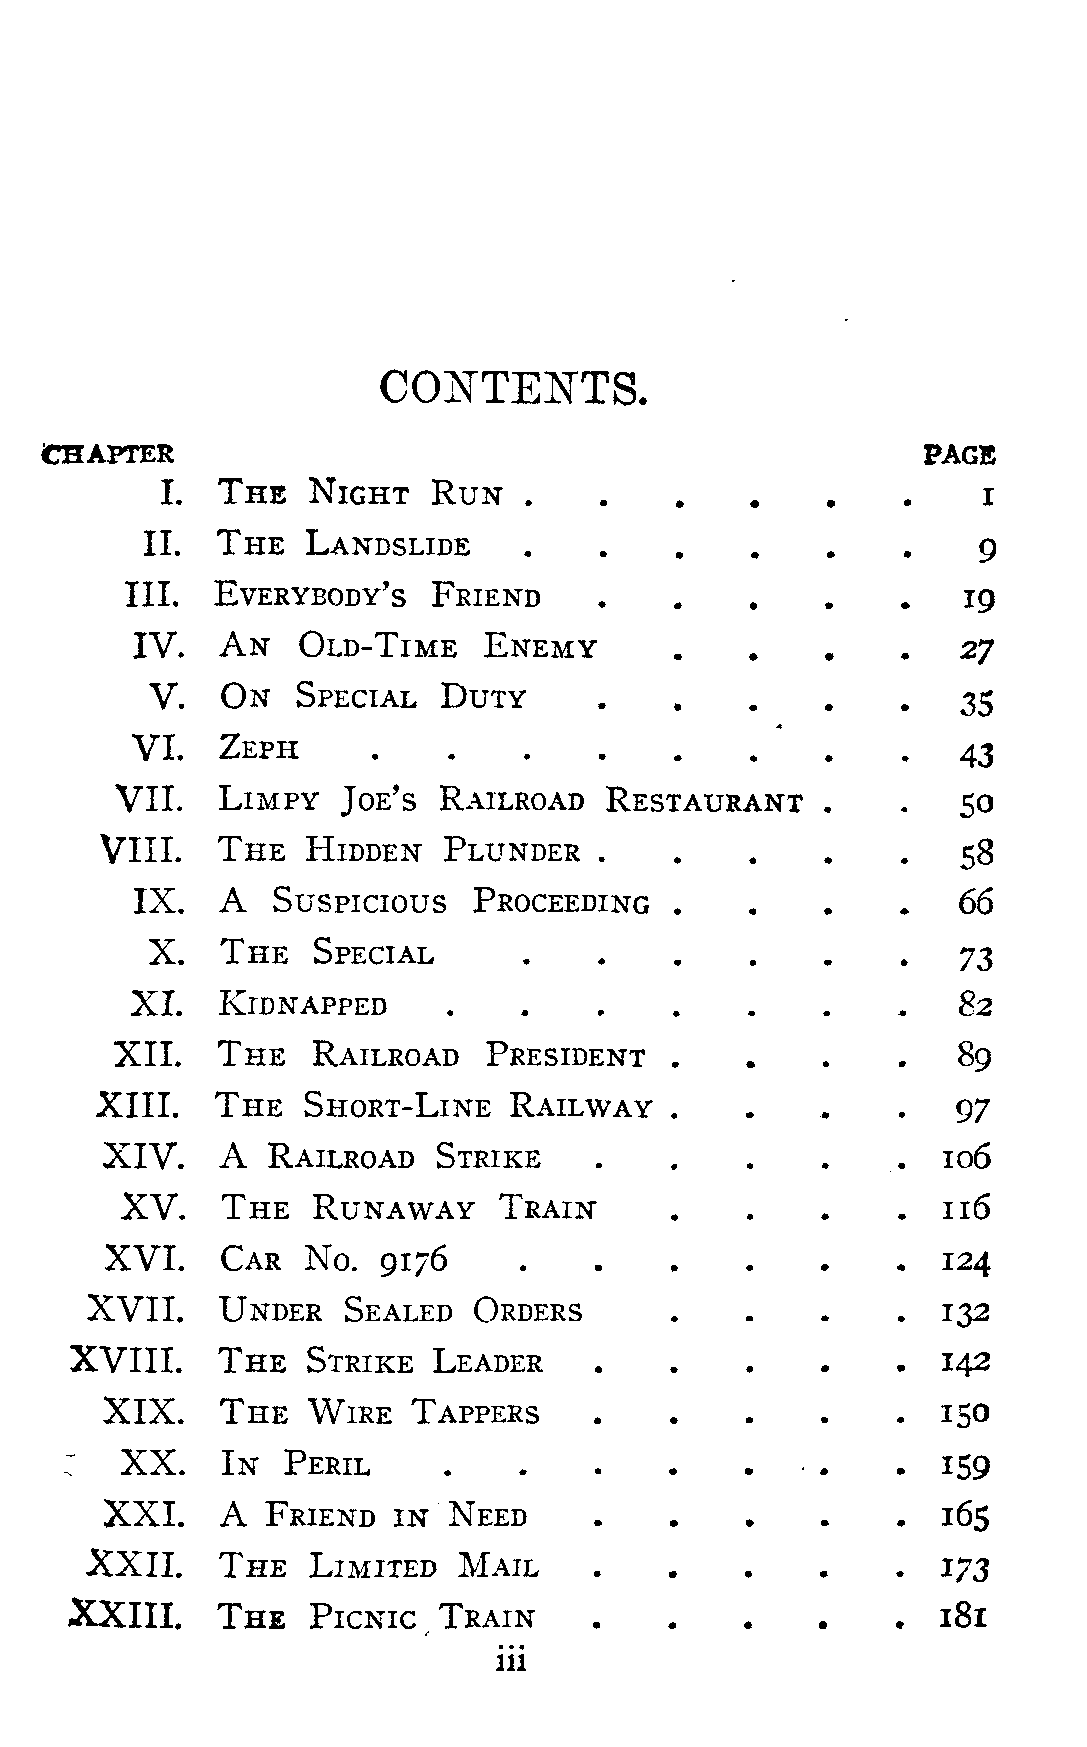 CONTENTS.
CHAPTER PAGE
I. THE NIGHT RUN . . . . . . 1
II. THE LANDSLIDE . . . . . . 9
III. EVERYBODY'S FRIEND . . . . . 19
IV. AN OLD-TIME ENEMY . . . . 27
V. ON SPECIAL DUTY . . . . . 35
VI. ZEPH . . . . . . . . 43
VII. LIMPY JOE'S RAILROAD RESTAURANT . . 50
VIII. THE HIDDEN PLUNDER . . . . . 58
IX. A SUSPICIOUS PROCEEDING . . . . 66
X. THE SPECIAL . . . . . . 73
XI. KIDNAPPED . . . . . . . 82
XII. THE RAILROAD PRESIDENT . . . . 89
XIII. THE SHORT-LINE RAILWAY . . . . 97
XIV. A RAILROAD STRIKE . . . . . 106
XV. THE RUNAWAY TRAIN . . . . 116
XVI. CAR NO. 9176 . . . . . . 124
XVII. UNDER SEALED ORDERS . . . . 132
XVIII. THE STRIKE LEADER . . . . . 142
XIX. THE WIRE TAPPERS . . . . . 150
XX. IN PERIL . . . . . . . 159
XXI. A FRIEND IN NEED . . . . . 165
XXII. THE LIMITED MAIL . . . . . 173
XXIII. THE PICNIC TRAIN . . . . . 181
iii